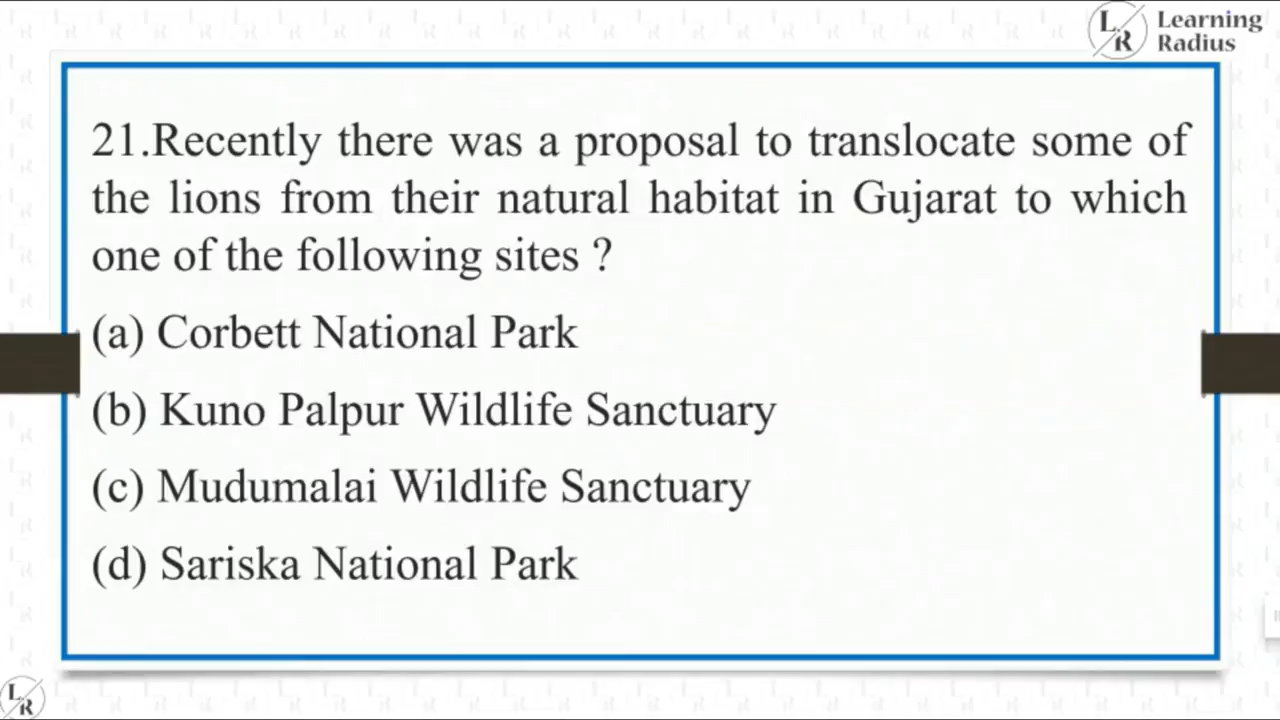 Learning
Radius
21.Recently there was a proposal to translocate some of
the lions from their natural habitat in Gujarat to which
one of the following sites ?
(a) Corbett National Park
(b) Kuno Palpur Wildlife Sanctuary
(c) Mudumalai Wildlife Sanctuary
(d) Sariska National Park
LR